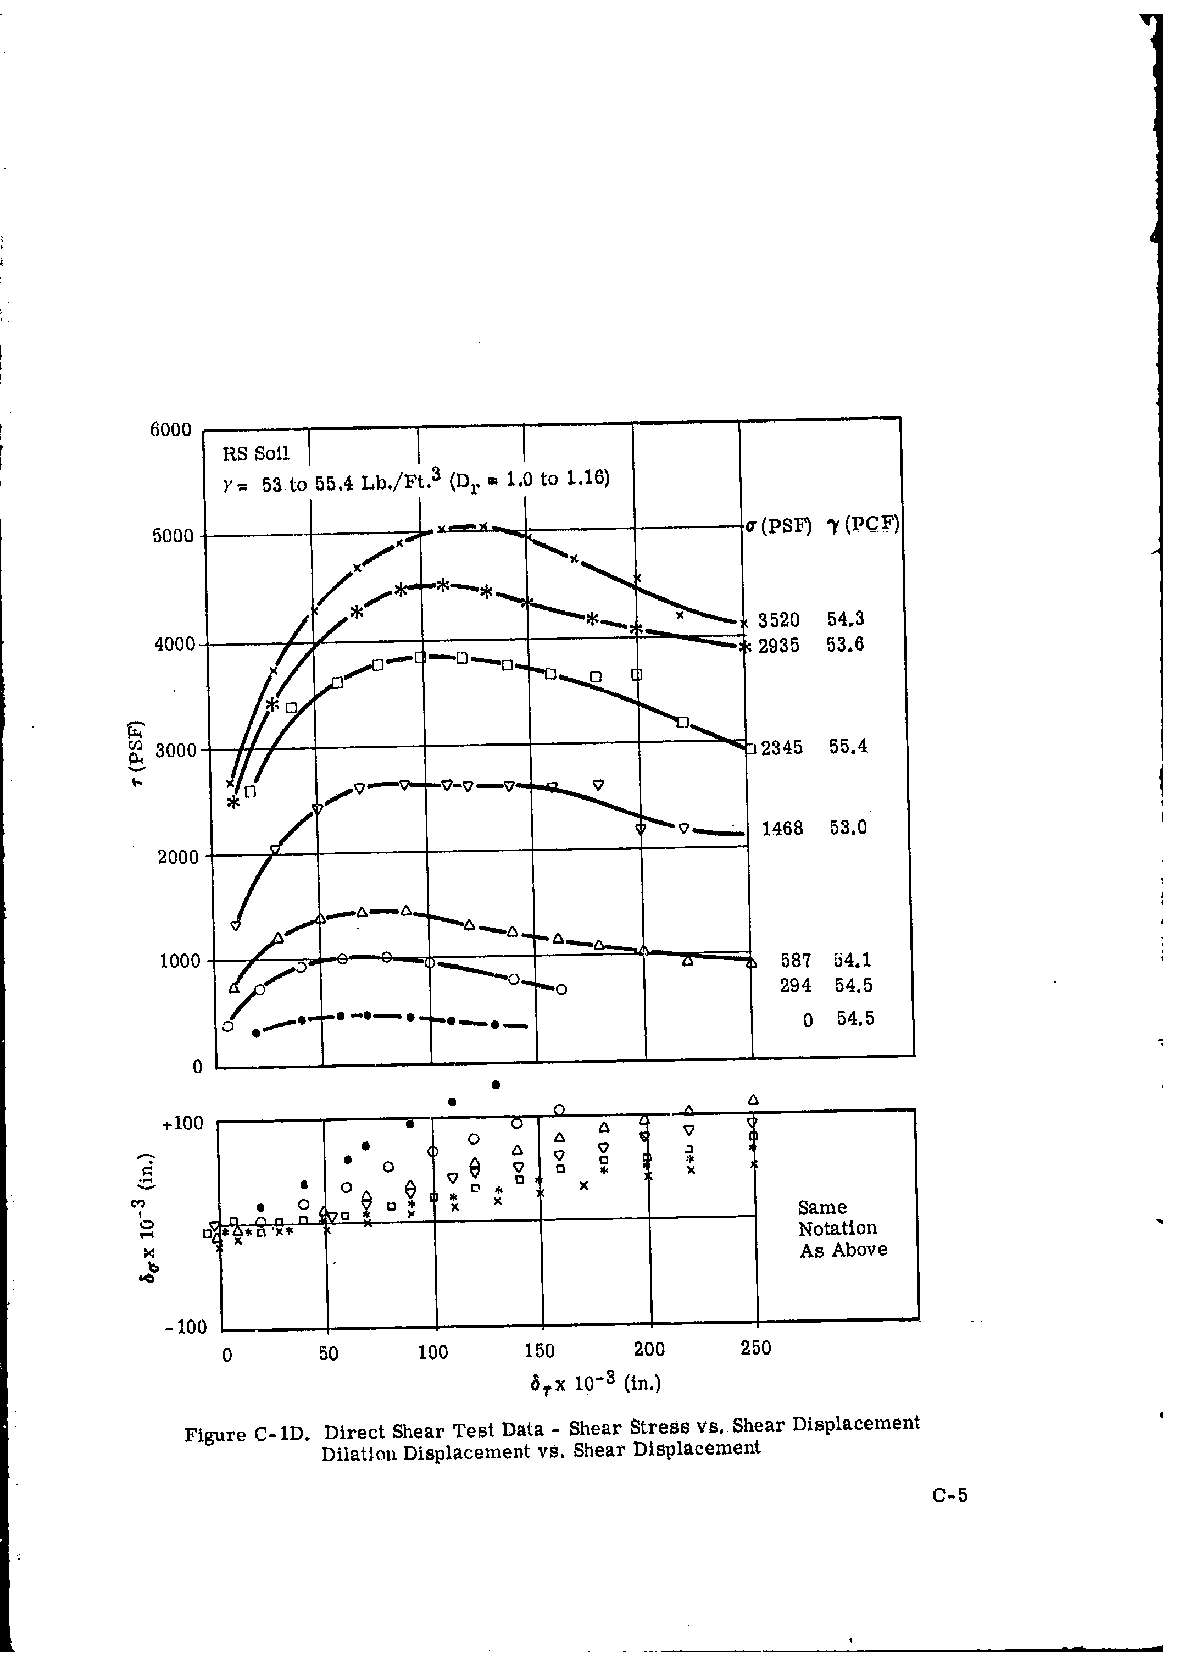 6000
RS Soil
γ = 53 to 55.4 Lb./Ft.³ (Dr = 1.0 to 1.16)
5000
σ (PSF) γ (PCF)
3520 54.3
4000
2935 53.6
τ (PSF)
3000
2345 55.4
1468 53.0
2000
1000
587 54.1
294 54.5
0 54.5
0
+100
δσ x 10⁻³ (in.)
Same
Notation
As Above
-100
0 50 100 150 200 250
δτ x 10⁻³ (in.)
Figure C-1D. Direct Shear Test Data - Shear Stress vs. Shear Displacement
Dilation Displacement vs. Shear Displacement
C-5